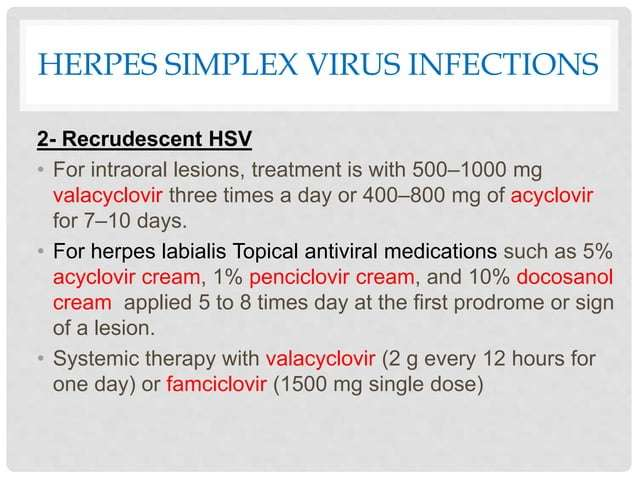 HERPES SIMPLEX VIRUS INFECTIONS
2- Recrudescent HSV
• For intraoral lesions, treatment is with 500–1000 mg
valacyclovir three times a day or 400–800 mg of acyclovir
for 7–10 days.
• For herpes labialis Topical antiviral medications such as 5%
acyclovir cream, 1% penciclovir cream, and 10% docosanol
cream applied 5 to 8 times day at the first prodrome or sign
of a lesion.
• Systemic therapy with valacyclovir (2 g every 12 hours for
one day) or famciclovir (1500 mg single dose)